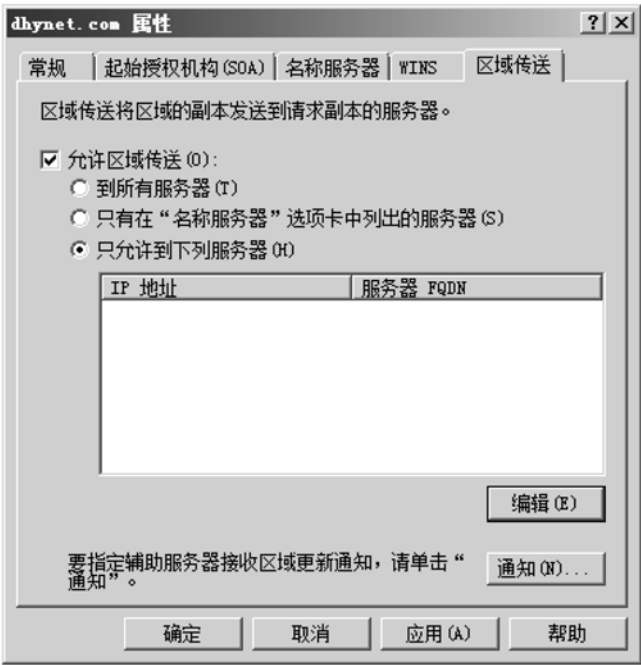 dhynet.com 属性
常规 起始授权机构(SOA) 名称服务器 WINS 区域传送
区域传送将区域的副本发送到请求副本的服务器。
允许区域传送(O):
到所有服务器(T)
只有在“名称服务器”选项卡中列出的服务器(S)
只允许到下列服务器(H)
IP 地址 服务器 FQDN
编辑(E)
要指定辅助服务器接收区域更新通知，请单击“
通知”。
通知(N)...
确定 取消 应用(A) 帮助